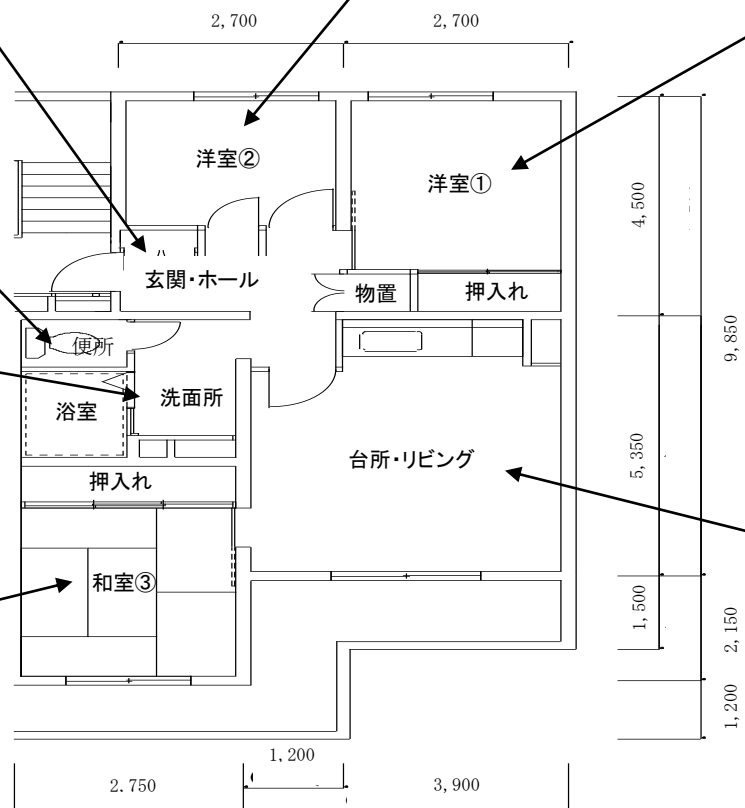 2,700
2,700
洋室②
洋室①
4,500
玄関・ホール
物置
押入れ
便所
9,850
洗面所
浴室
台所・リビング
5,350
押入れ
和室③
1,500
2,150
1,200
1,200
2,750
3,900